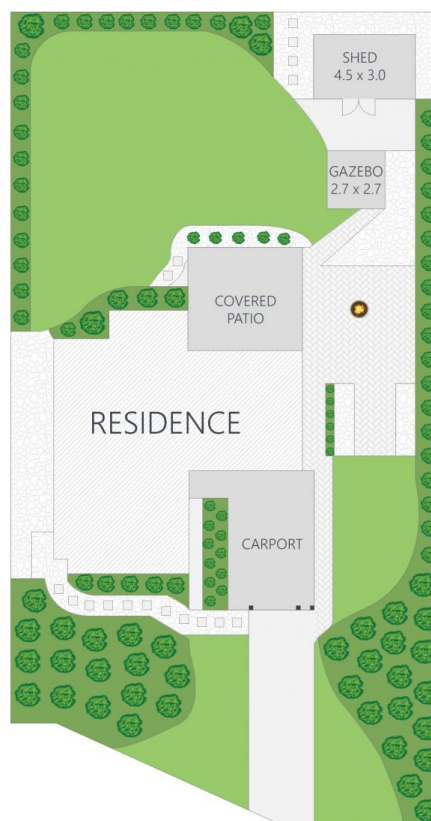 SHED
4.5 x 3.0
GAZEBO
2.7 x 2.7
COVERED
PATIO
RESIDENCE
CARPORT